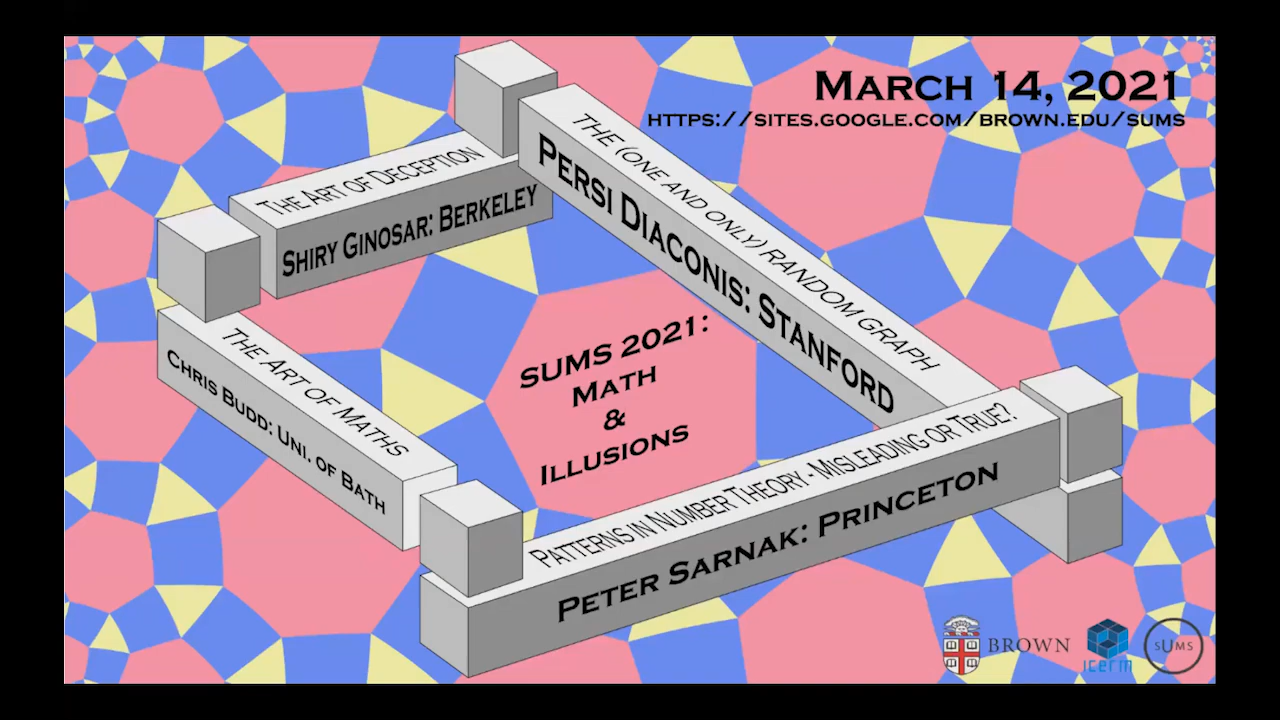 MARCH 14, 2021
HTTPS://SITES.GOOGLE.COM/BROWN.EDU/SUMS
THE ART OF DECEPTION
SHIRY GINOSAR: BERKELEY
THE (ONE AND ONLY) RANDOM GRAPH
PERSI DIACONIS: STANFORD
THE ART OF MATHS
CHRIS BUDD: UNI. OF BATH
SUMS 2021:
MATH
&
ILLUSIONS
PATTERNS IN NUMBER THEORY - MISLEADING OR TRUE?
PETER SARNAK: PRINCETON
BROWN
icerm
SUMS